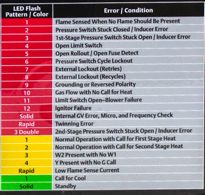 LED Flash Pattern / Color Error / Condition
1 Flame Sensed When No Flame Should Be Present
2 Pressure Switch Stuck Closed / Inducer Error
3 1st-Stage Pressure Switch Stuck Open / Inducer Error
4 Open Limit Switch
5 Open Rollout / Open Fuse Detect
6 Pressure Switch Cycle Lockout
7 External Lockout (Retries)
8 External Lockout (Recycles)
9 Grounding or Reversed Polarity
10 Gas Flow with No Call for Heat
11 Limit Switch Open-Blower Failure
12 Ignitor Failure
Solid Internal GV Error, Micro, and Frequency Check
Rapid Twinning Error
3 Double 2nd-Stage Pressure Switch Stuck Open / Inducer Error
1 Normal Operation with Call for First Stage Heat
2 Normal Operation with Call for Second Stage Heat
3 W2 Present with No W1
4 Y Present with No G Call
Rapid Low Flame Sense Current
1 Call for Cool
Solid Standby